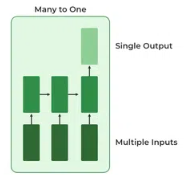 Many to One
Single Output
Multiple Inputs